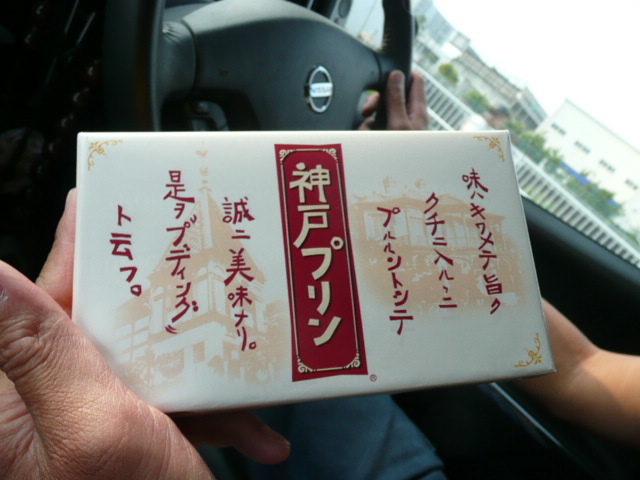 味ハキワメテ旨ク
クチニ入ルニ
プルルントシテ
神戸プリン
誠ニ美味ナリ。
是ヲプディング
ト云フ。
NISSAN